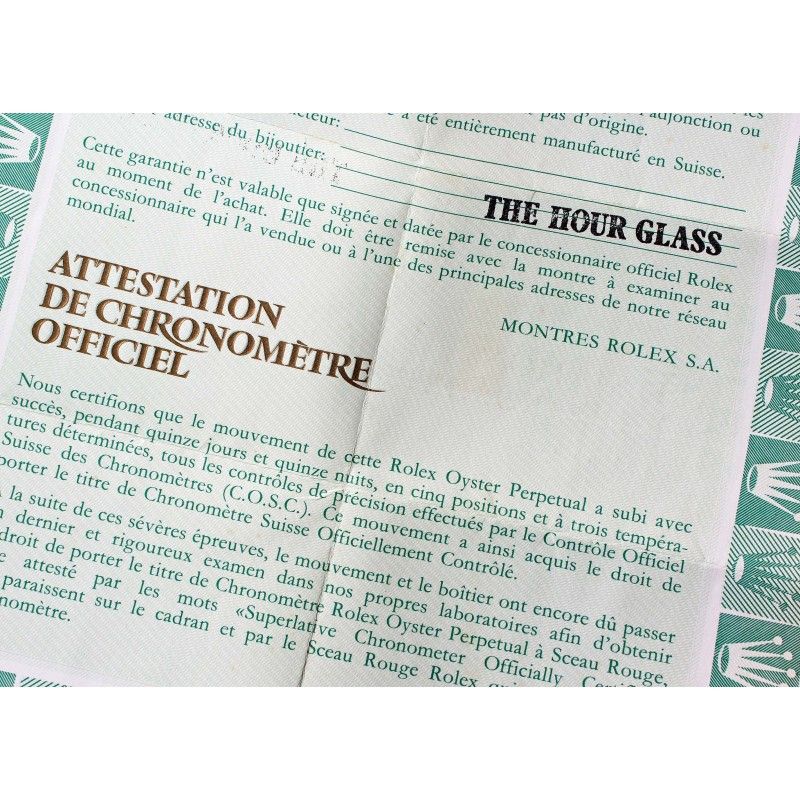 pas d'origine.
l'adjonction ou
cteur:
a été entièrement manufacturé en Suisse.
adresse du bijoutier:
Cette garantie n'est valable que signée et datée par le concessionnaire officiel Rolex
au moment de l'achat. Elle doit être remise avec la montre à examiner au
concessionnaire qui l'a vendue ou à l'une des principales adresses de notre réseau
mondial.
THE HOUR GLASS
MONTRES ROLEX S.A.
ATTESTATION
DE CHRONOMÈTRE
OFFICIEL
Nous certifions que le mouvement de cette Rolex Oyster Perpetual a subi avec
succès, pendant quinze jours et quinze nuits, en cinq positions et à trois tempéra-
tures déterminées, tous les contrôles de précision effectués par le Contrôle Officiel
Suisse des Chronomètres (C.O.S.C.). Ce mouvement a ainsi acquis le droit de
porter le titre de Chronomètre Suisse Officiellement Contrôlé.
la suite de ces sévères épreuves, le mouvement et le boîtier ont encore dû passer
n dernier et rigoureux examen dans nos propres laboratoires afin d'obtenir
droit de porter le titre de Chronomètre Rolex Oyster Perpetual à Sceau Rouge,
e attesté par les mots «Superlative Chronometer Officially
paraissent sur le cadran et par le Sceau Rouge Rolex
nomètre.